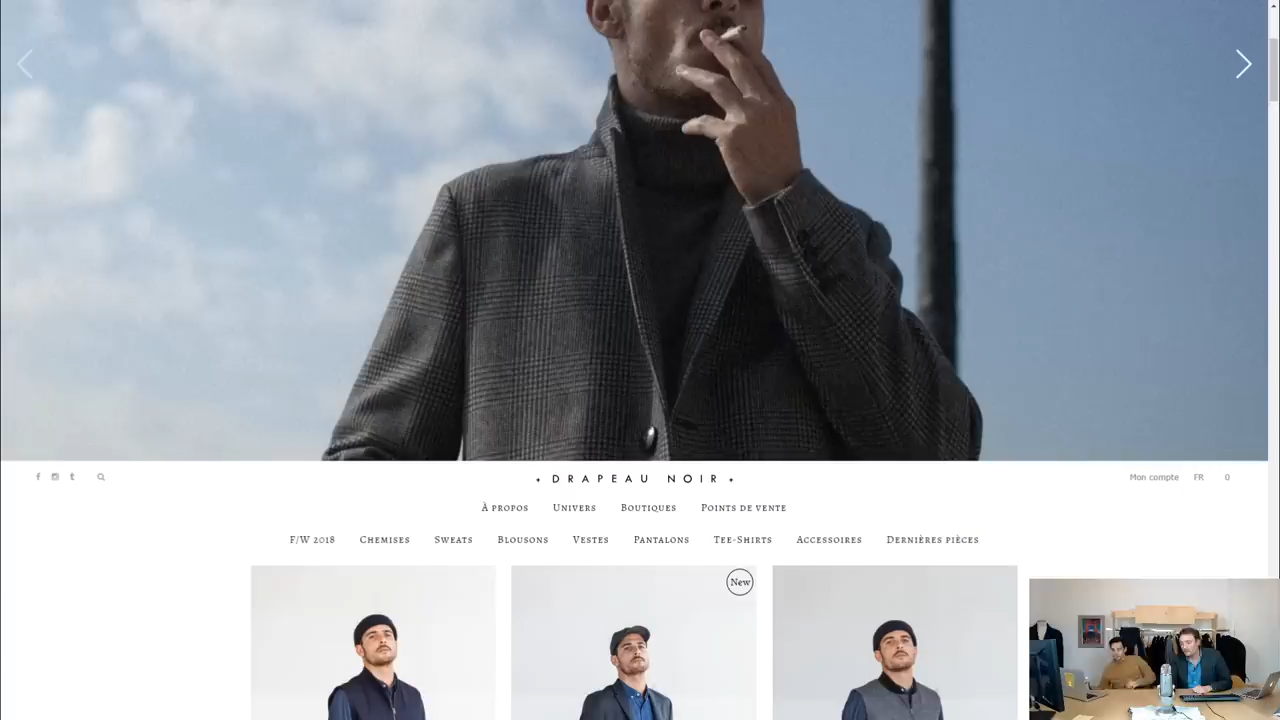 Mon compte FR 0
✦ DRAPEAU NOIR ✦
À PROPOS UNIVERS BOUTIQUES POINTS DE VENTE
F/W 2018 CHEMISES SWEATS BLOUSONS VESTES PANTALONS TEE-SHIRTS ACCESSOIRES DERNIÈRES PIÈCES
New